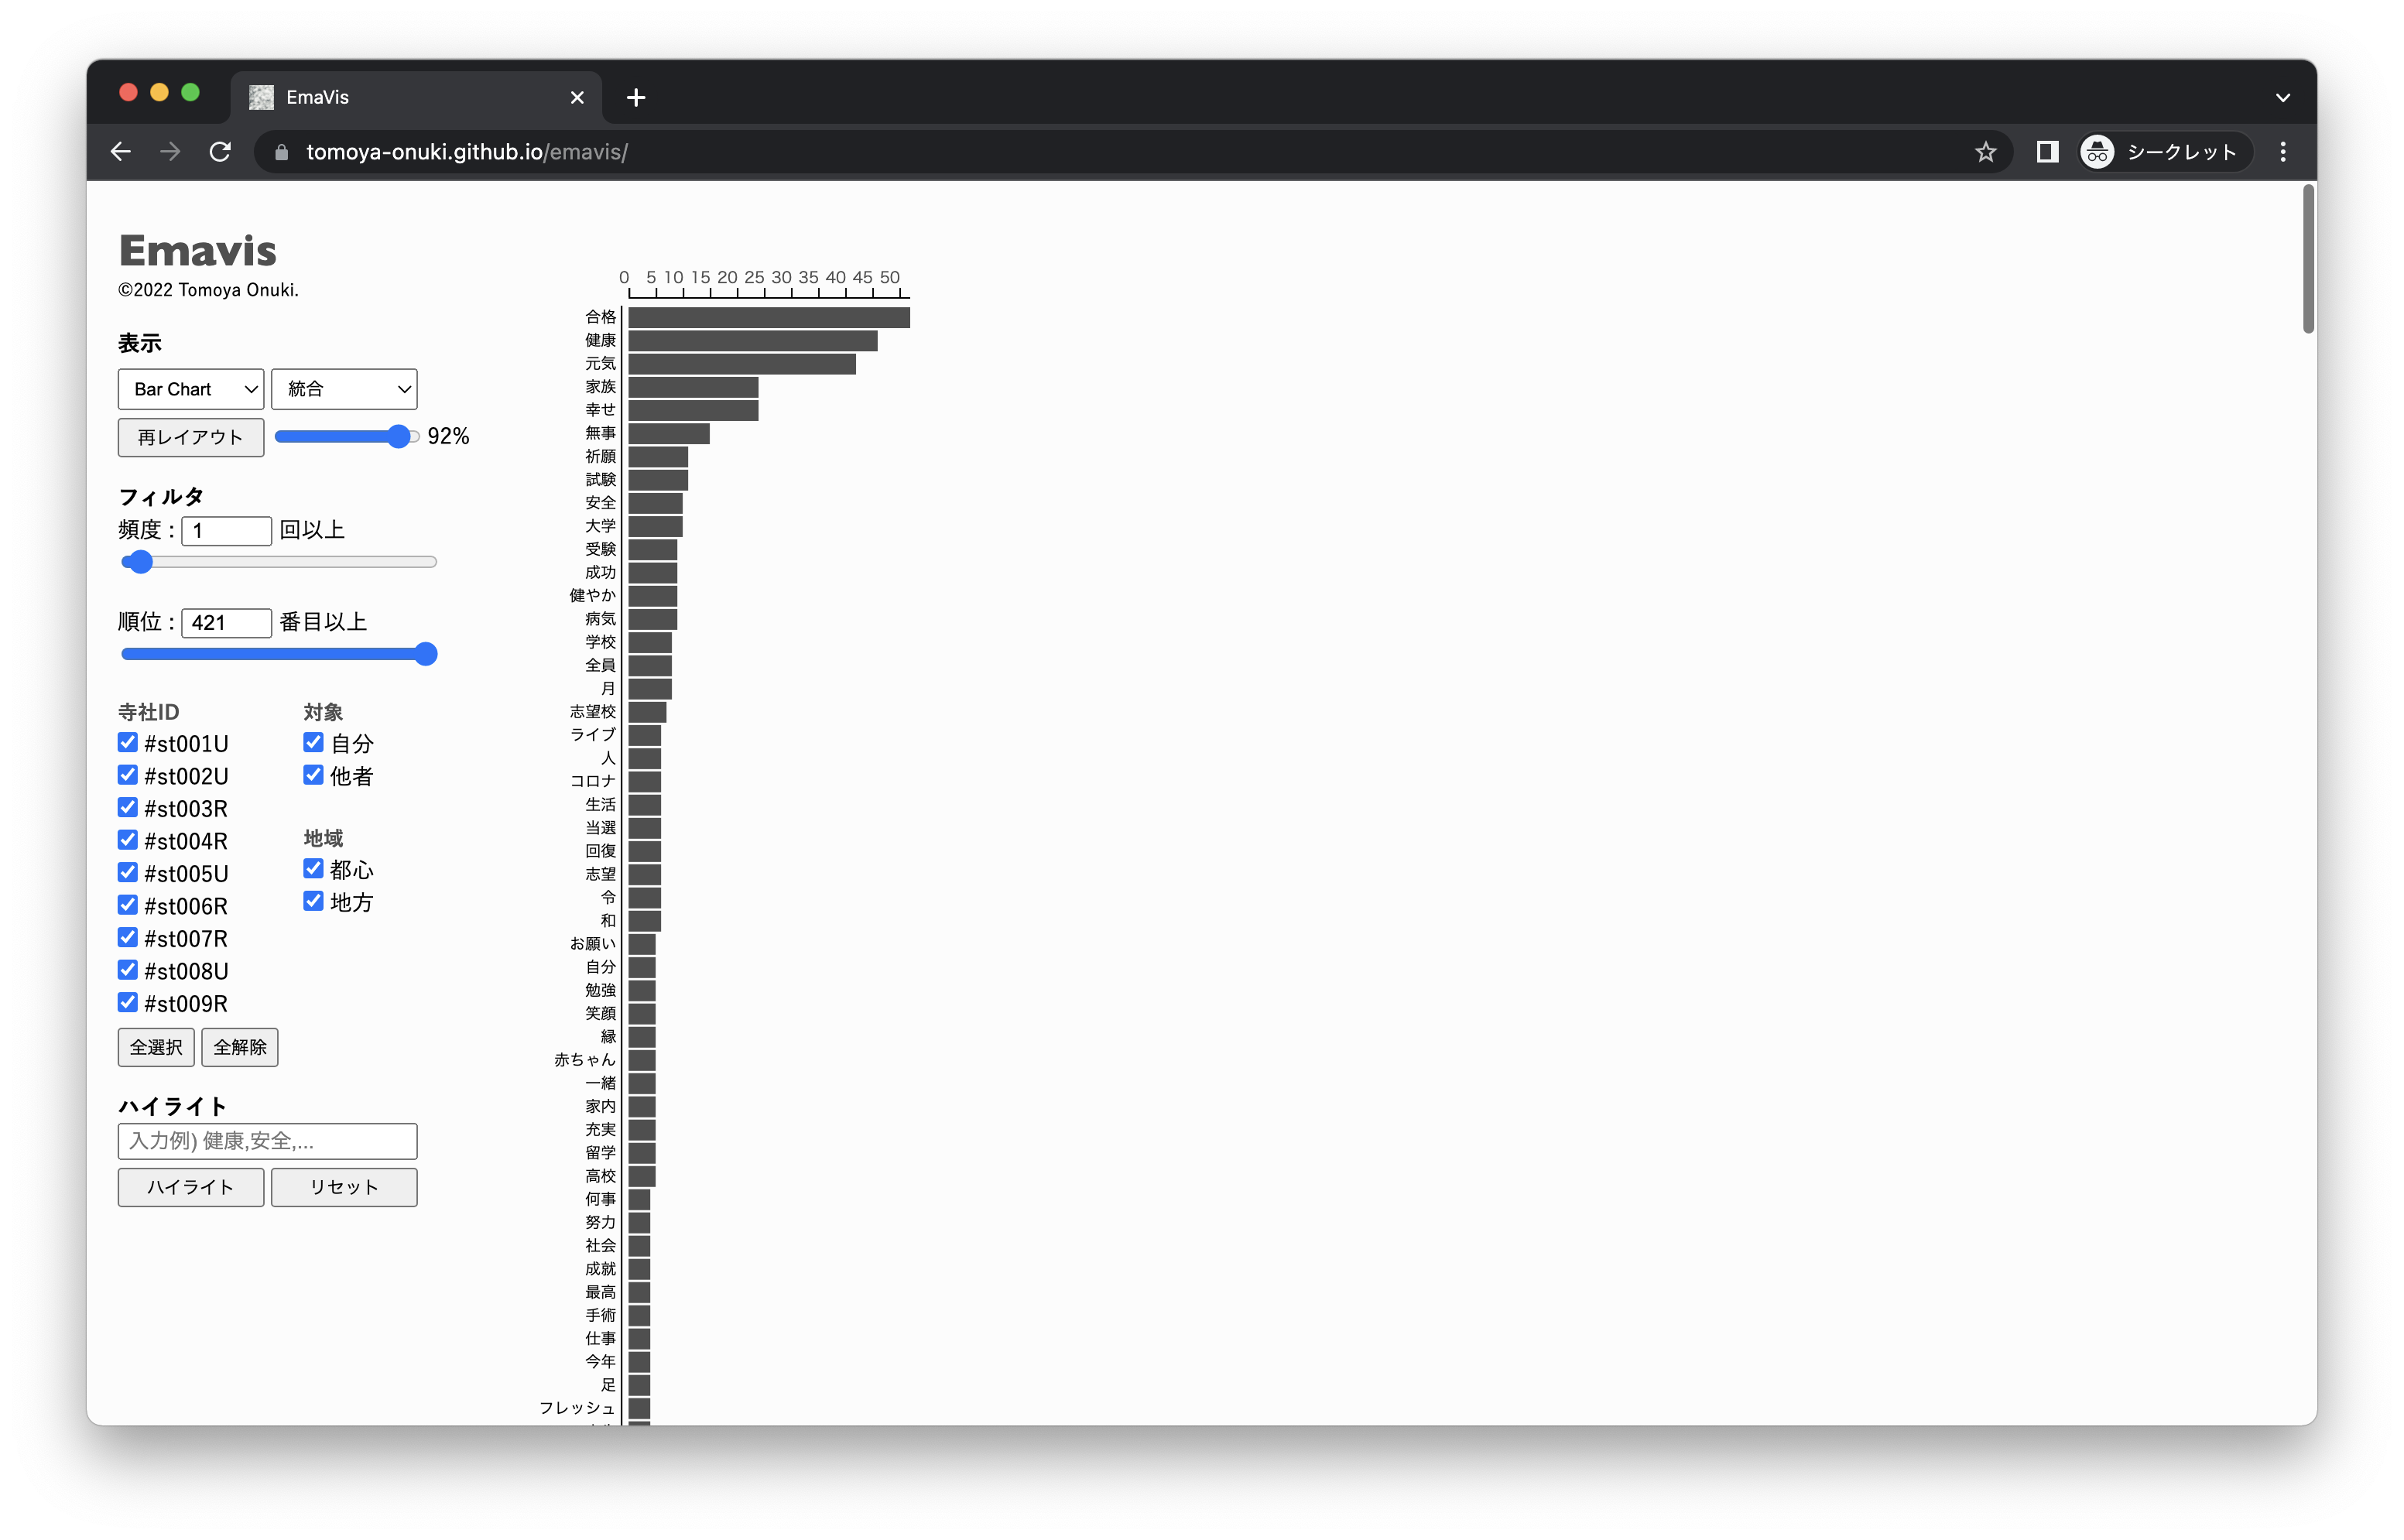 EmaVis
tomoya-onuki.github.io/emavis/
シークレット
Emavis
©2022 Tomoya Onuki.
表示
Bar Chart 統合
再レイアウト 92%
フィルタ
頻度 : 1 回以上
順位 : 421 番目以上
寺社ID
#st001U
#st002U
#st003R
#st004R
#st005U
#st006R
#st007R
#st008U
#st009R
対象
自分
他者
地域
都心
地方
全選択 全解除
ハイライト
入力例) 健康,安全,...
ハイライト リセット
0 5 10 15 20 25 30 35 40 45 50
合格
健康
元気
家族
幸せ
無事
祈願
試験
安全
大学
受験
成功
健やか
病気
学校
全員
月
志望校
ライブ
人
コロナ
生活
当選
回復
志望
令
和
お願い
自分
勉強
笑顔
縁
赤ちゃん
一緒
家内
充実
留学
高校
何事
努力
社会
成就
最高
手術
仕事
今年
足
フレッシュ